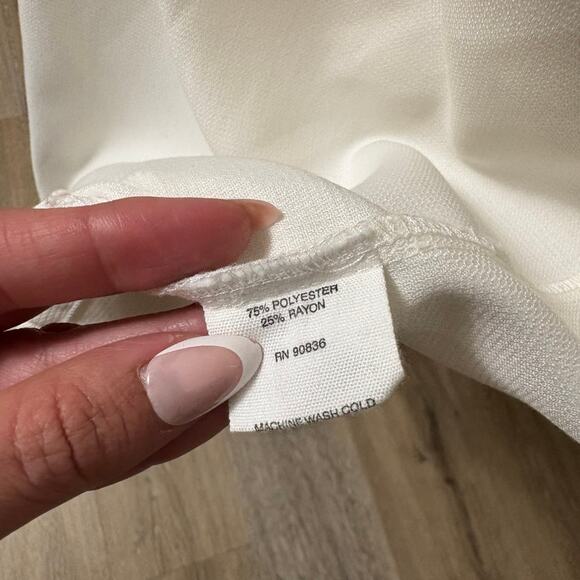 75% POLYESTER
25% RAYON
RN 90836
MACHINE WASH COLD